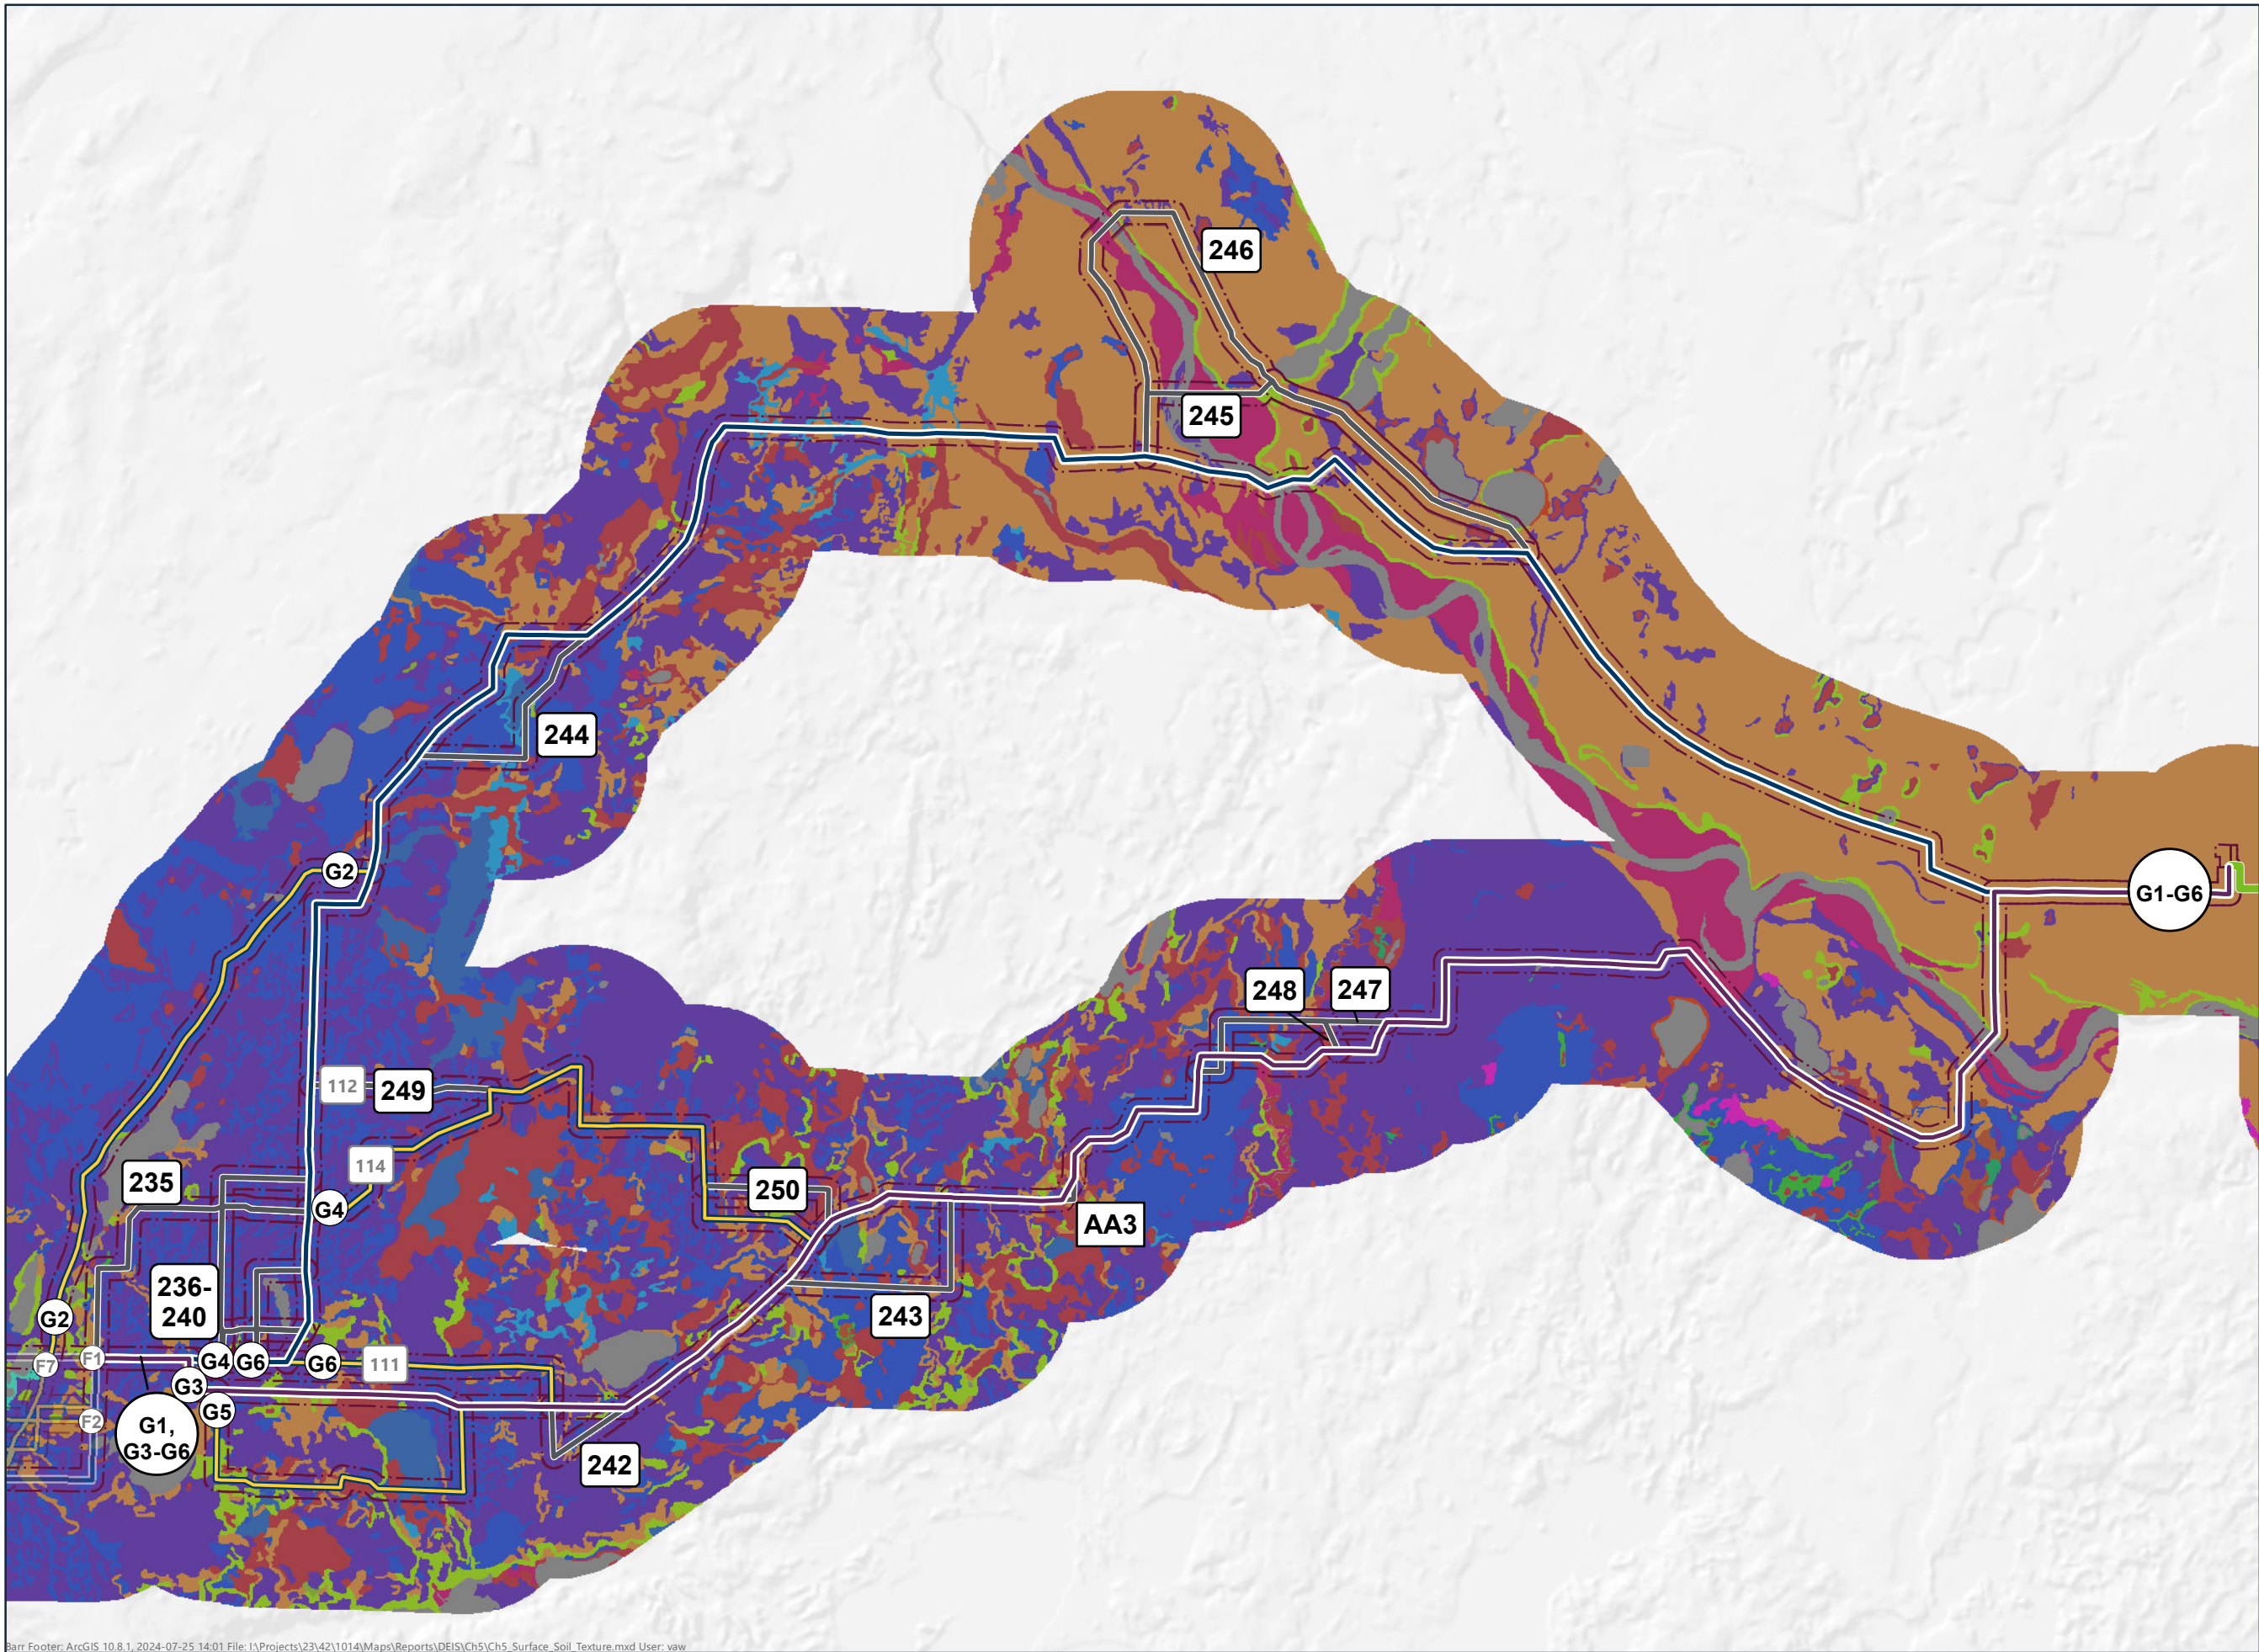 246
245
244
G2
G1-G6
248
247
112
249
114
235
250
G4
AA3
236-
240
243
G2
F7
F1
G4
G6
G6
111
G3
G5
F2
G1,
G3-G6
242
Barr Footer: ArcGIS 10.8.1, 2024-07-25 14:01 File: I:\Projects\23\42\1014\Maps\Reports\DEIS\Ch5\Ch5_Surface_Soil_Texture.mxd User: vaw